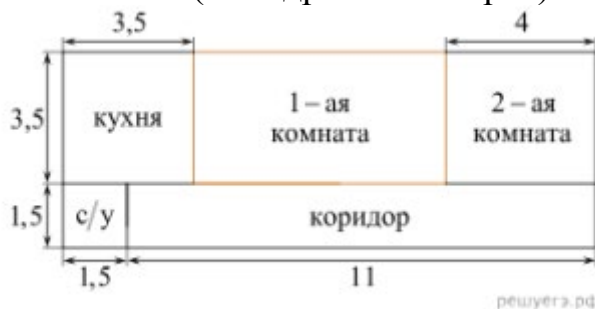 3,5
4
3,5
кухня
1 – ая
комната
2 – ая
комната
1,5
с/у
коридор
1,5
11
решуегэ.рф